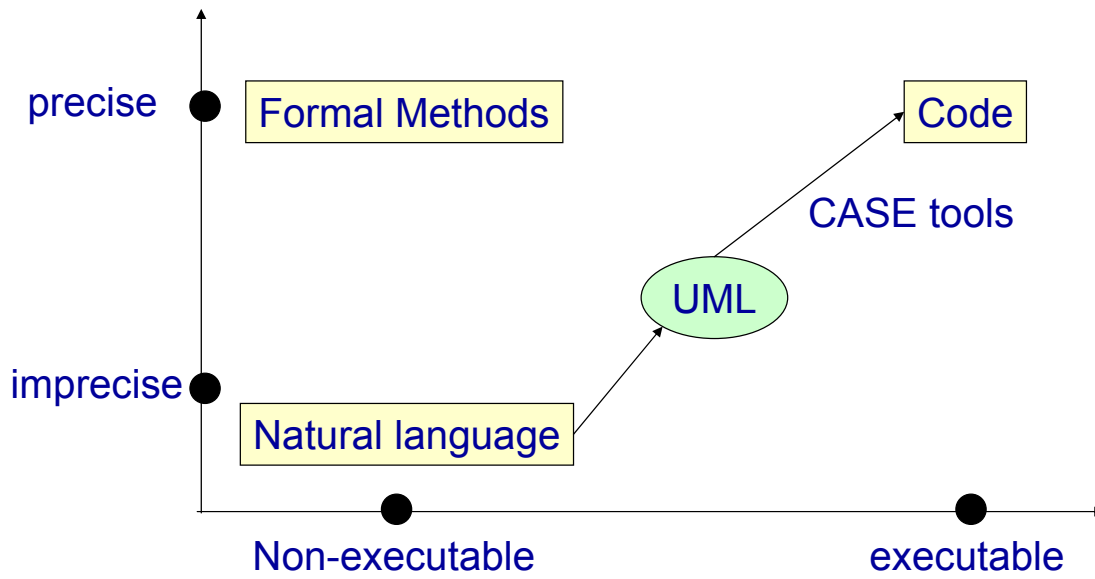 precise
Formal Methods
Code
CASE tools
UML
imprecise
Natural language
Non-executable
executable